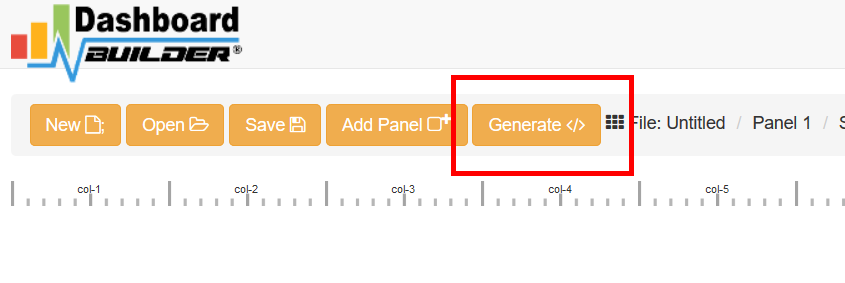 Dashboard
BUILDER®
New Open Save Add Panel Generate </> File: Untitled / Panel 1 /
col-1 col-2 col-3 col-4 col-5